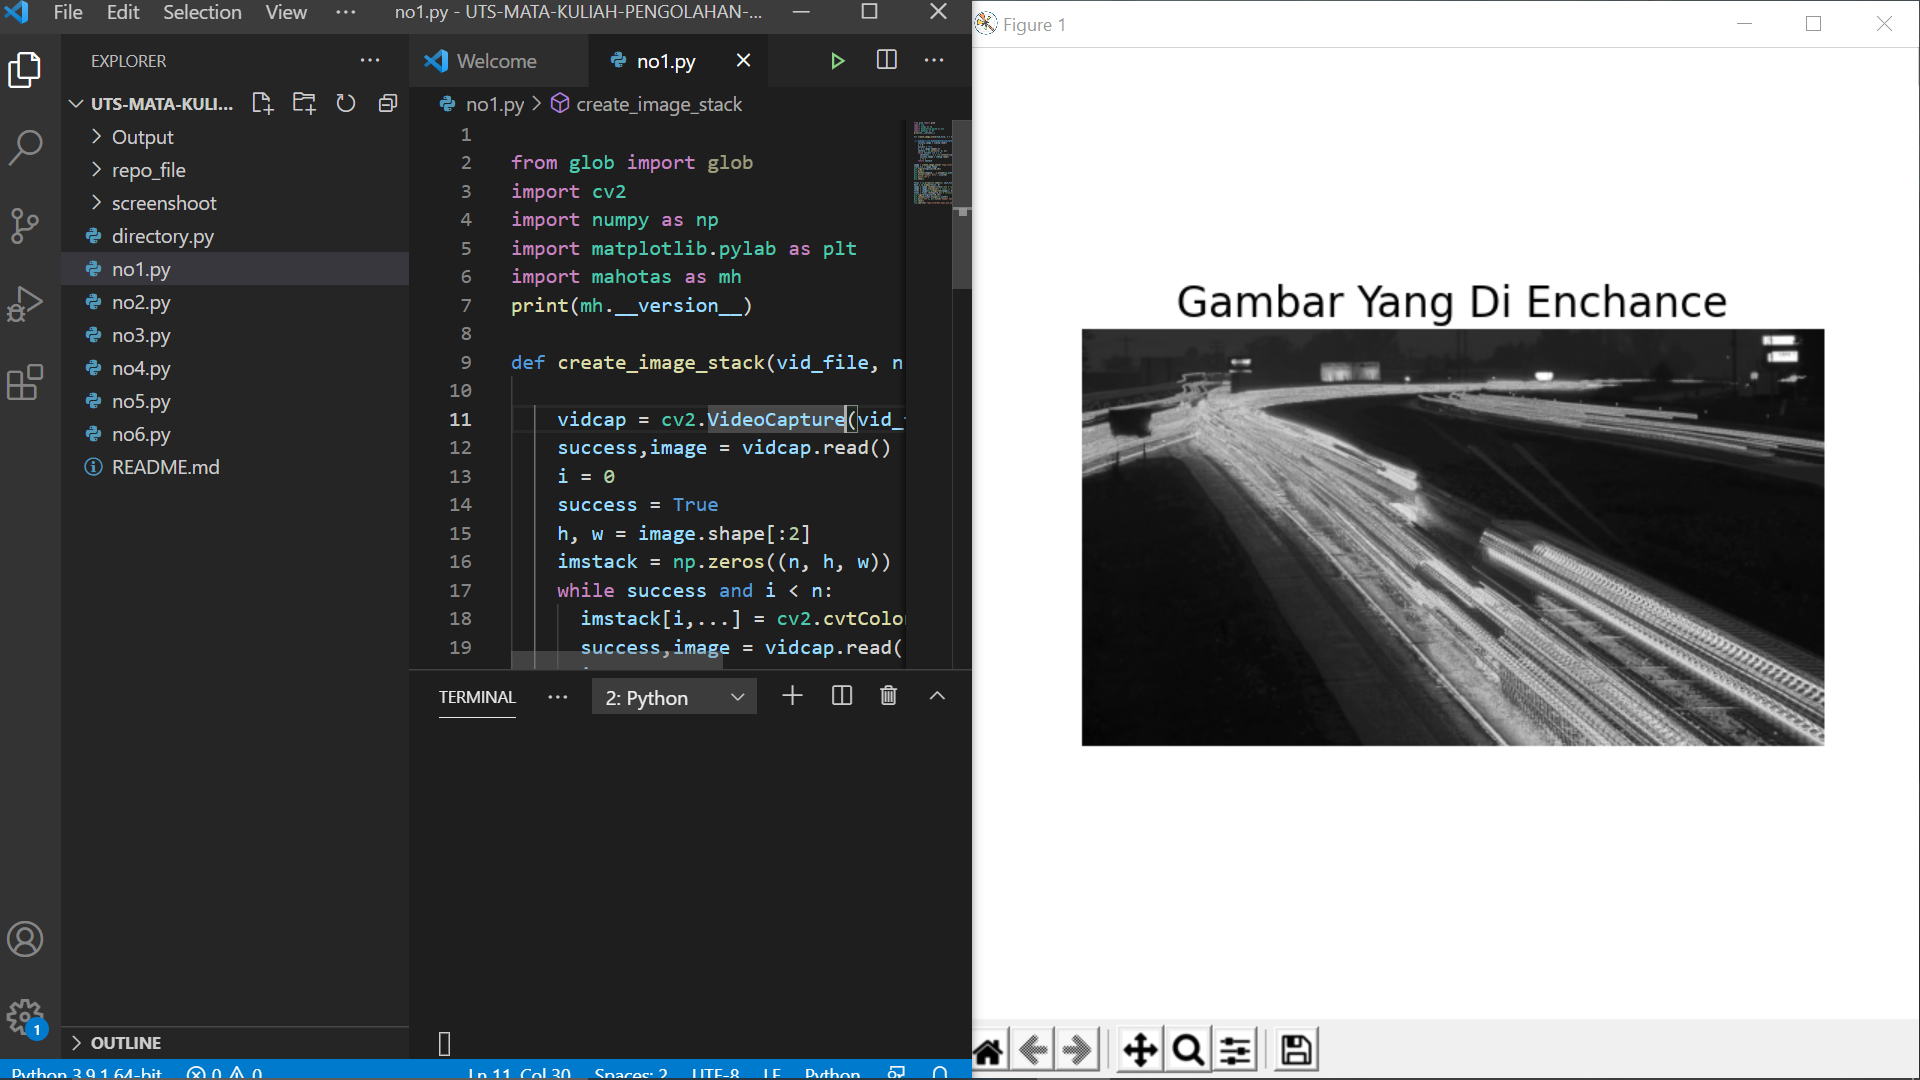 File Edit Selection View ··· no1.py - UTS-MATA-KULIAH-PENGOLAHAN-...
EXPLORER
UTS-MATA-KULI...
Output
repo_file
screenshoot
directory.py
no1.py
no2.py
no3.py
no4.py
no5.py
no6.py
README.md
OUTLINE
1
Welcome no1.py
no1.py > create_image_stack
1
2 from glob import glob
3 import cv2
4 import numpy as np
5 import matplotlib.pylab as plt
6 import mahotas as mh
7 print(mh.__version__)
8
9 def create_image_stack(vid_file, n
10
11 vidcap = cv2.VideoCapture(vid_
12 success,image = vidcap.read()
13 i = 0
14 success = True
15 h, w = image.shape[:2]
16 imstack = np.zeros((n, h, w))
17 while success and i < n:
18 imstack[i,...] = cv2.cvtColo
19 success,image = vidcap.read(
TERMINAL ··· 2: Python
Python 3.9.1 64-bit 0 0 Ln 11, Col 30 Spaces: 2 UTF-8 LF Python
Figure 1
Gambar Yang Di Enchance